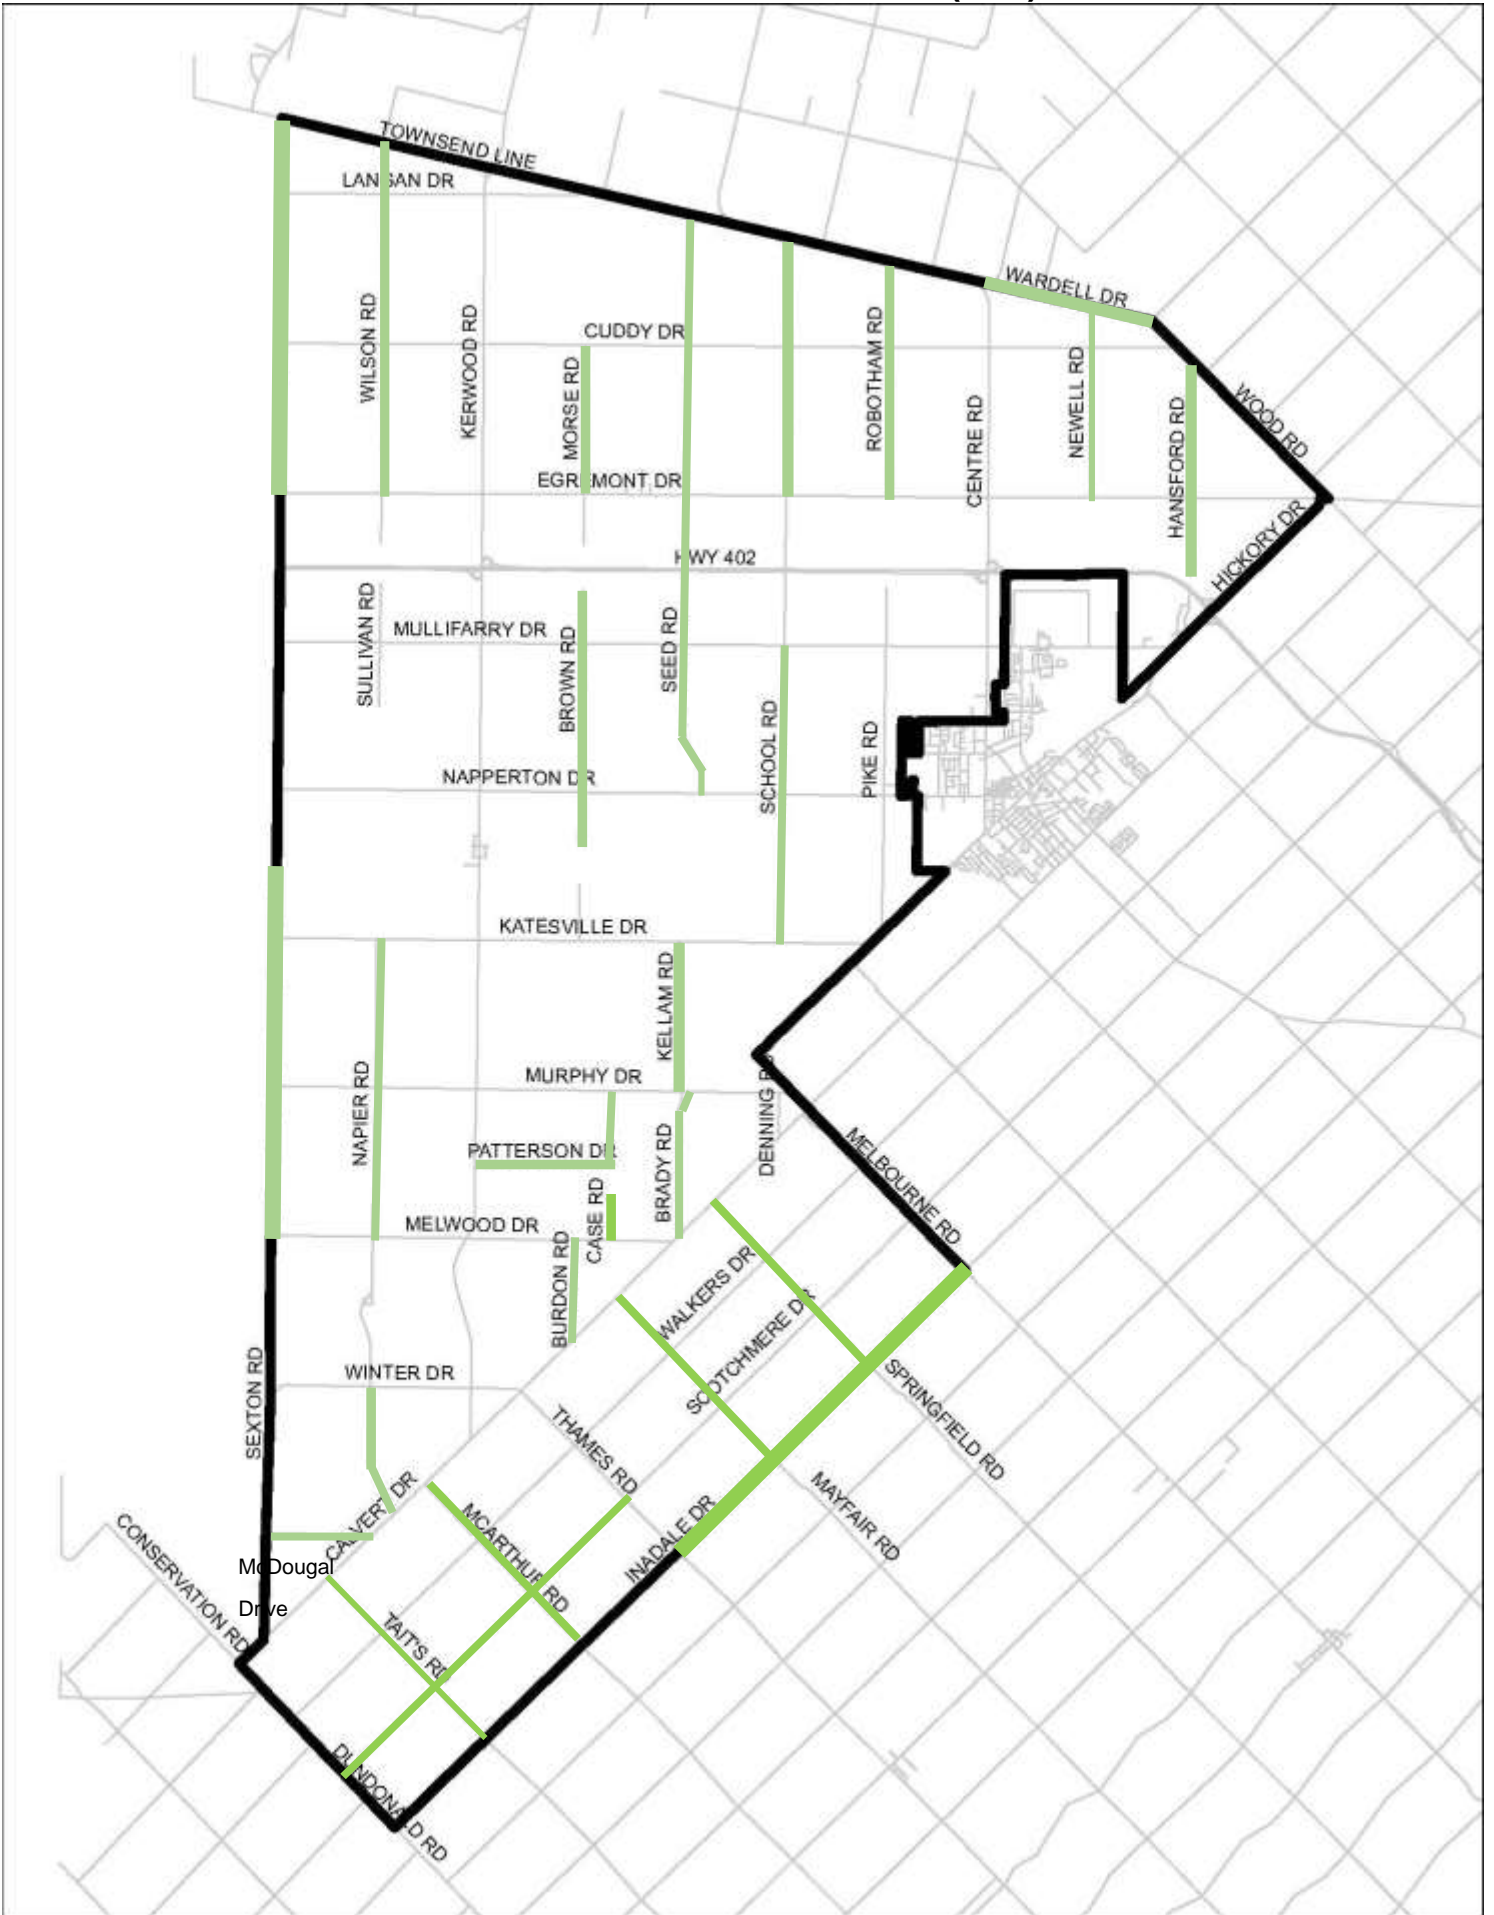 TOWNSEND LINE
LANGAN DR
WARDELL DR
WILSON RD
KERWOOD RD
CUDDY DR
MORSE RD
ROBOTHAM RD
CENTRE RD
NEWELL RD
HANSFORD RD
WOOD RD
EGREMONT DR
HICKORY DR
HWY 402
SULLIVAN RD
MULLIFARRY DR
BROWN RD
SEED RD
SCHOOL RD
PIKE RD
NAPPERTON DR
KATESVILLE DR
KELLAM RD
MURPHY DR
NAPIER RD
DENNING RD
PATTERSON DR
BRADY RD
MELBOURNE RD
CASE RD
MELWOOD DR
BURDON RD
WALKERS DR
SCOTCHMERE DR
SEXTON RD
WINTER DR
SPRINGFIELD RD
THAMES RD
MAYFAIR RD
CALVERT DR
MCARTHUR RD
INADALE DR
CONSERVATION RD
McDougal
Drive
TAIT'S RD
DUNDONALD RD